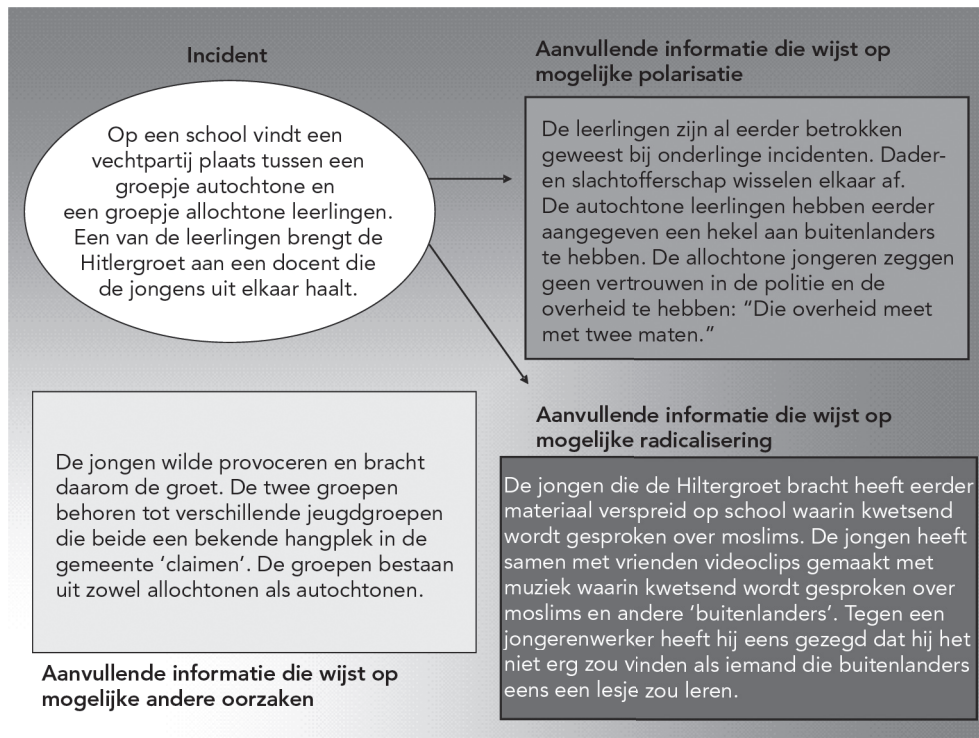 Incident
Op een school vindt een
vechtpartij plaats tussen een
groepje autochtone en
een groepje allochtone leerlingen.
Een van de leerlingen brengt de
Hitlergroet aan een docent die
de jongens uit elkaar haalt.
Aanvullende informatie die wijst op
mogelijke polarisatie
De leerlingen zijn al eerder betrokken
geweest bij onderlinge incidenten. Dader-
en slachtofferschap wisselen elkaar af.
De autochtone leerlingen hebben eerder
aangegeven een hekel aan buitenlanders
te hebben. De allochtone jongeren zeggen
geen vertrouwen in de politie en de
overheid te hebben: “Die overheid meet
met twee maten.”
Aanvullende informatie die wijst op
mogelijke radicalisering
De jongen die de Hiltergroet bracht heeft eerder
materiaal verspreid op school waarin kwetsend
wordt gesproken over moslims. De jongen heeft
samen met vrienden videoclips gemaakt met
muziek waarin kwetsend wordt gesproken over
moslims en andere ‘buitenlanders’. Tegen een
jongerenwerker heeft hij eens gezegd dat hij het
niet erg zou vinden als iemand die buitenlanders
eens een lesje zou leren.
De jongen wilde provoceren en bracht
daarom de groet. De twee groepen
behoren tot verschillende jeugdgroepen
die beide een bekende hangplek in de
gemeente ‘claimen’. De groepen bestaan
uit zowel allochtonen als autochtonen.
Aanvullende informatie die wijst op
mogelijke andere oorzaken